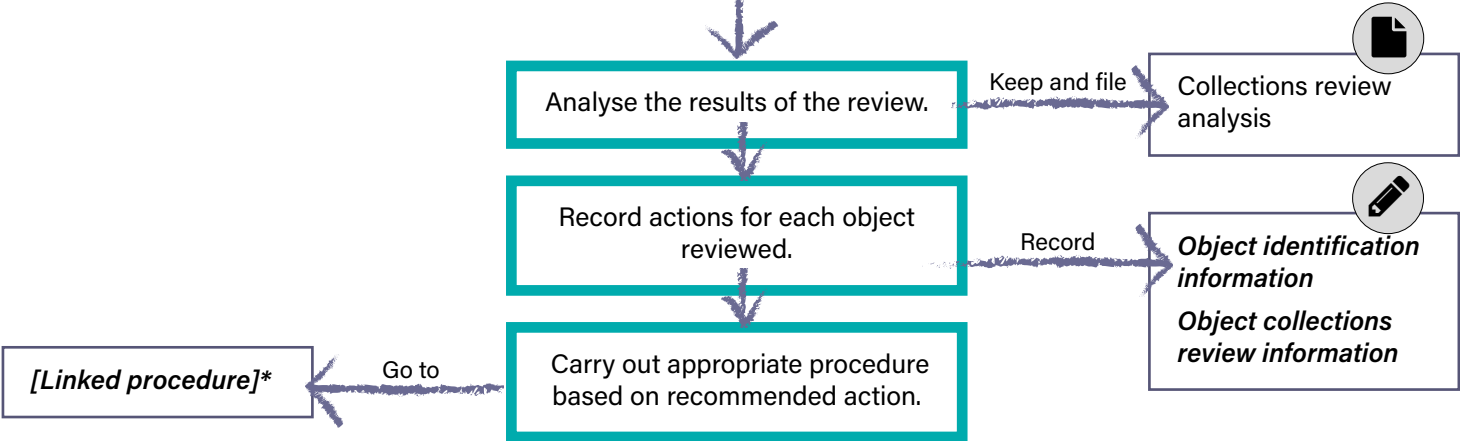 Analyse the results of the review.
Keep and file
Collections review
analysis
Record actions for each object
reviewed.
Record
Object identification
information
Object collections
review information
Carry out appropriate procedure
based on recommended action.
Go to
[Linked procedure]*